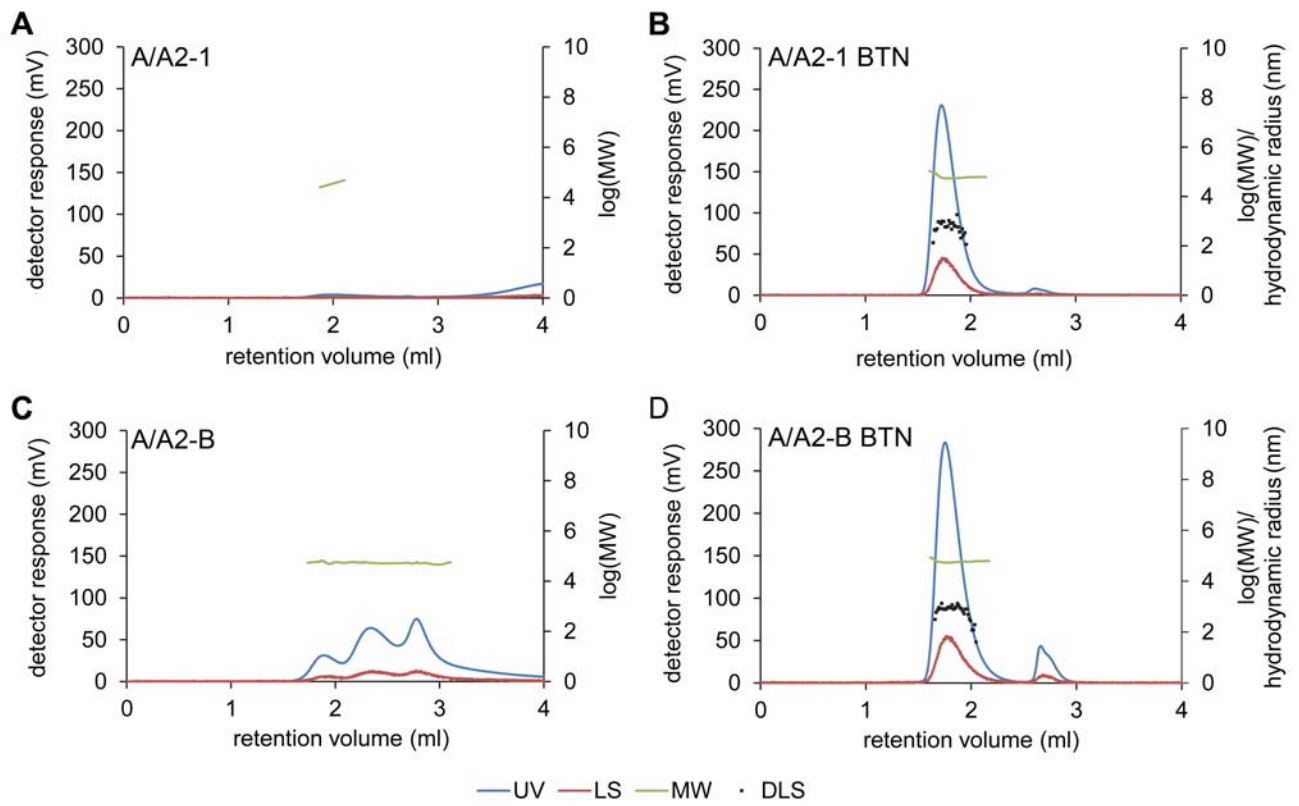 A
A/A2-1
detector response (mV)
300
250
200
150
100
50
0
10
8
6
4
2
0
log(MW)
0 1 2 3 4
retention volume (ml)
B
A/A2-1 BTN
detector response (mV)
300
250
200
150
100
50
0
10
8
6
4
2
0
log(MW)/
hydrodynamic radius (nm)
0 1 2 3 4
retention volume (ml)
C
A/A2-B
detector response (mV)
300
250
200
150
100
50
0
10
8
6
4
2
0
log(MW)
0 1 2 3 4
retention volume (ml)
D
A/A2-B BTN
detector response (mV)
300
250
200
150
100
50
0
10
8
6
4
2
0
log(MW)/
hydrodynamic radius (nm)
0 1 2 3 4
retention volume (ml)
UV LS MW DLS